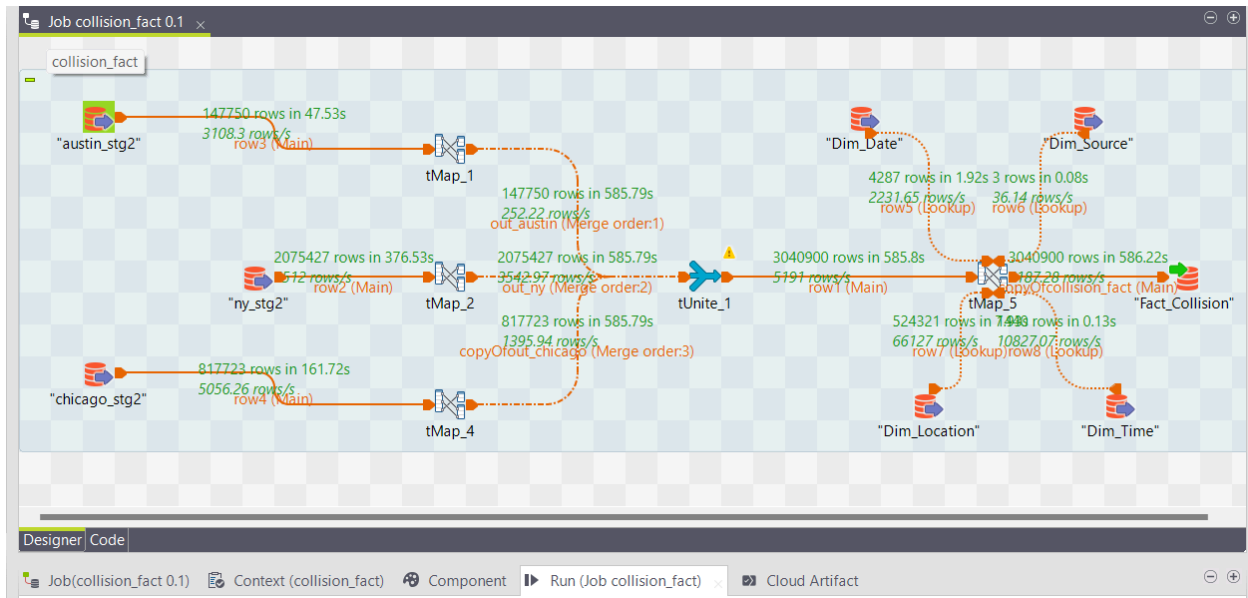 Job collision_fact 0.1
collision_fact
147750 rows in 47.53s
3108.3 rows/s
row3 (Main)
"austin_stg2"
tMap_1
147750 rows in 585.79s
252.22 rows/s
out_austin (Merge order:1)
"Dim_Date"
"Dim_Source"
4287 rows in 1.92s
2231.65 rows/s
row5 (Lookup)
3 rows in 0.08s
36.14 rows/s
row6 (Lookup)
2075427 rows in 376.53s
row2 (Main)
"ny_stg2"
tMap_2
2075427 rows in 585.79s
3542.97 rows/s
out_ny (Merge order:2)
tUnite_1
3040900 rows in 585.8s
5191 rows/s
row1 (Main)
tMap_5
3040900 rows in 586.22s
"Fact_Collision"
817723 rows in 585.79s
1395.94 rows/s
copyOfout_chicago (Merge order:3)
524321 rows in
66127 rows/s
row7 (Lookup)
rows in 0.13s
10827.07 rows/s
row8 (Lookup)
817723 rows in 161.72s
5056.26 rows/s
row4 (Main)
"chicago_stg2"
tMap_4
"Dim_Location"
"Dim_Time"
Designer
Code
Job(collision_fact 0.1)
Context (collision_fact)
Component
Run (Job collision_fact)
Cloud Artifact